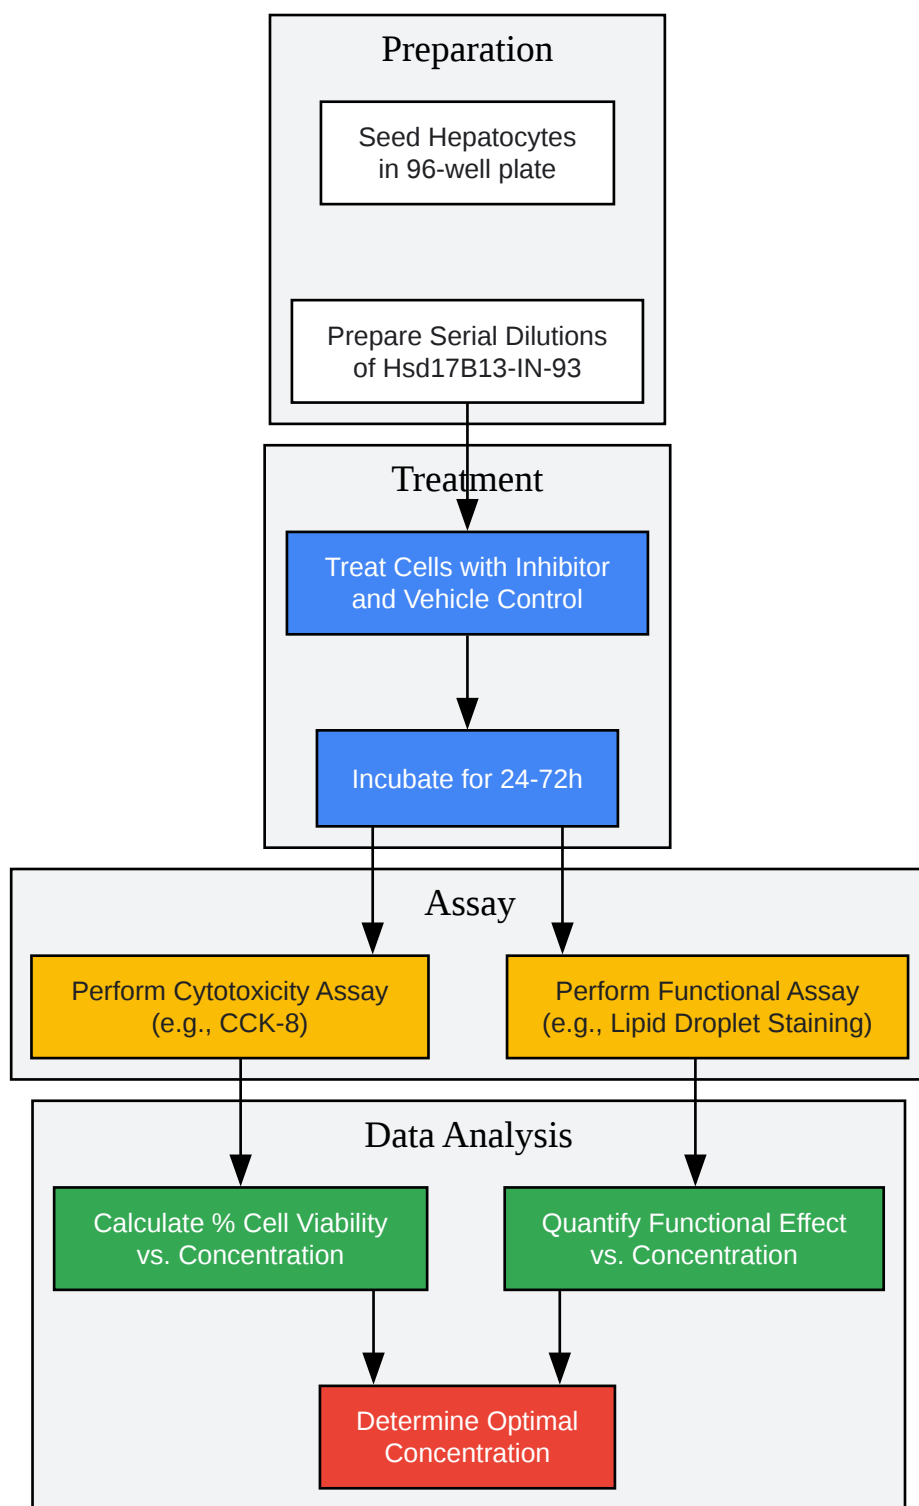 Preparation
Seed Hepatocytes
in 96-well plate
Prepare Serial Dilutions
of Hsd17B13-IN-93
Treatment
Treat Cells with Inhibitor
and Vehicle Control
Incubate for 24-72h
Assay
Perform Cytotoxicity Assay
(e.g., CCK-8)
Perform Functional Assay
(e.g., Lipid Droplet Staining)
Data Analysis
Calculate % Cell Viability
vs. Concentration
Quantify Functional Effect
vs. Concentration
Determine Optimal
Concentration